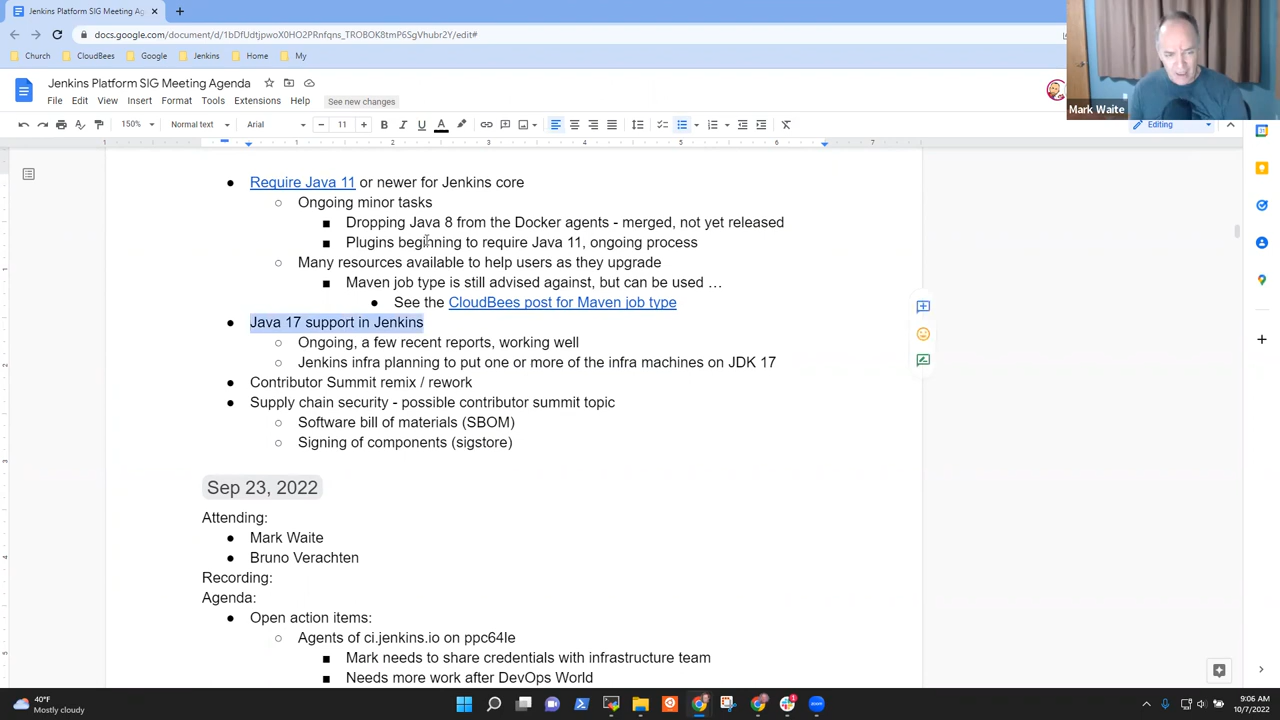 Jenkins Platform SIG Meeting Ag
docs.google.com/document/d/1bDfUdtjpwoX0HO2PRnfqns_TROBOK8tmP6SgVhubr2Y/edit#
Church
CloudBees
Google
Jenkins
Home
My
Jenkins Platform SIG Meeting Agenda
File Edit View Insert Format Tools Extensions Help See new changes
Mark Waite
150% Normal text Arial 11 Editing
1 1 2 3 4 5 6 7
Require Java 11 or newer for Jenkins core
Ongoing minor tasks
Dropping Java 8 from the Docker agents - merged, not yet released
Plugins beginning to require Java 11, ongoing process
Many resources available to help users as they upgrade
Maven job type is still advised against, but can be used …
See the CloudBees post for Maven job type
Java 17 support in Jenkins
Ongoing, a few recent reports, working well
Jenkins infra planning to put one or more of the infra machines on JDK 17
Contributor Summit remix / rework
Supply chain security - possible contributor summit topic
Software bill of materials (SBOM)
Signing of components (sigstore)
Sep 23, 2022
Attending:
Mark Waite
Bruno Verachten
Recording:
Agenda:
Open action items:
Agents of ci.jenkins.io on ppc64le
Mark needs to share credentials with infrastructure team
Needs more work after DevOps World
40°F
Mostly cloudy
9:06 AM
10/7/2022